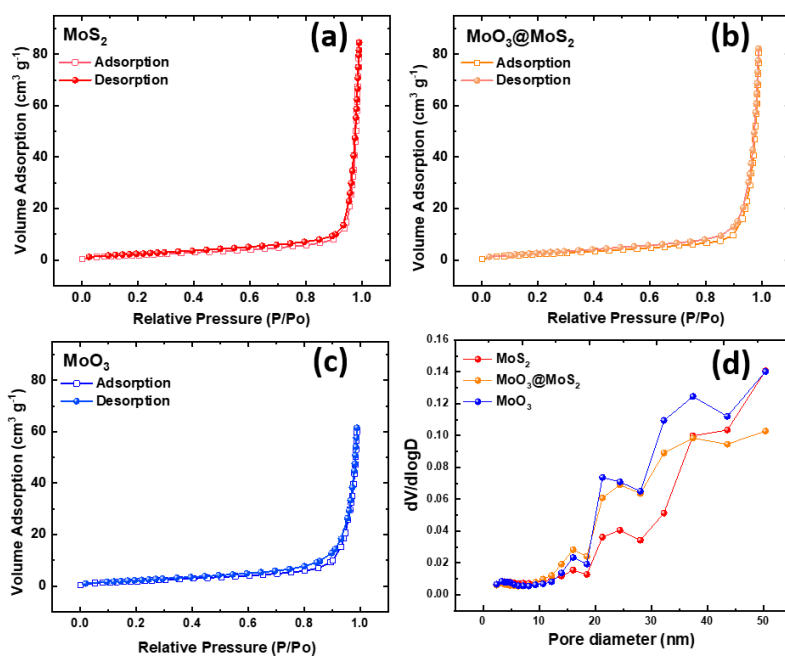 MoS2
(a)
Adsorption
Desorption
Volume Adsorption (cm3 g-1)
80
60
40
20
0
0.0 0.2 0.4 0.6 0.8 1.0
Relative Pressure (P/Po)
MoO3@MoS2
(b)
Adsorption
Desorption
Volume Adsorption (cm3 g-1)
80
60
40
20
0
0.0 0.2 0.4 0.6 0.8 1.0
Relative Pressure (P/Po)
MoO3
(c)
Adsorption
Desorption
Volume Adsorption (cm3 g-1)
80
60
40
20
0
0.0 0.2 0.4 0.6 0.8 1.0
Relative Pressure (P/Po)
(d)
MoS2
MoO3@MoS2
MoO3
dV/dlogD
0.16
0.14
0.12
0.10
0.08
0.06
0.04
0.02
0.00
0 10 20 30 40 50
Pore diameter (nm)